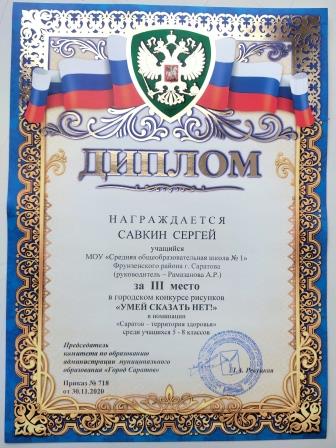 ДИПЛОМ
НАГРАЖДАЕТСЯ
САВКИН СЕРГЕЙ
учащийся
МОУ «Средняя общеобразовательная школа № 1»
Фрунзенского района г. Саратова
(руководитель – Рамашнова А.Р.)
за III место
в городском конкурсе рисунков
«УМЕЙ СКАЗАТЬ НЕТ!»
в номинации
«Саратов – территория здоровья»
среди учащихся 5 - 8 классов
Председатель
комитета по образованию
администрации муниципального
образования «Город Саратов»
Л.А. Ревуцкая
Приказ № 718
от 30.11.2020